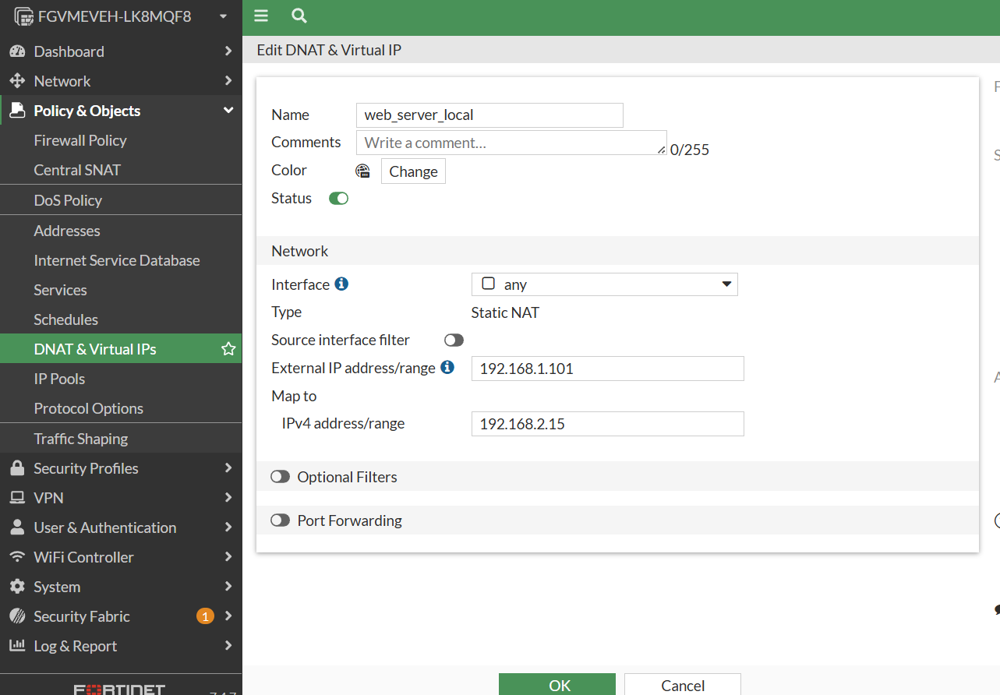 FGVMEVEH-LK8MQF8
Dashboard
Network
Policy & Objects
Firewall Policy
Central SNAT
DoS Policy
Addresses
Internet Service Database
Services
Schedules
DNAT & Virtual IPs
IP Pools
Protocol Options
Traffic Shaping
Security Profiles
VPN
User & Authentication
WiFi Controller
System
Security Fabric 1
Log & Report
FORTINET
Edit DNAT & Virtual IP
Name web_server_local
Comments Write a comment... 0/255
Color Change
Status
Network
Interface any
Type Static NAT
Source interface filter
External IP address/range 192.168.1.101
Map to
IPv4 address/range 192.168.2.15
Optional Filters
Port Forwarding
OK Cancel